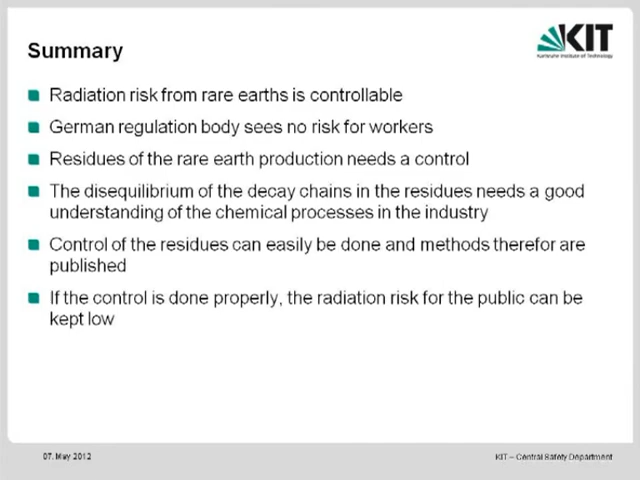 Summary
KIT
Karlsruhe Institute of Technology
Radiation risk from rare earths is controllable
German regulation body sees no risk for workers
Residues of the rare earth production needs a control
The disequilibrium of the decay chains in the residues needs a good
understanding of the chemical processes in the industry
Control of the residues can easily be done and methods therefor are
published
If the control is done properly, the radiation risk for the public can be
kept low
07. May 2012
KIT – Central Safety Department